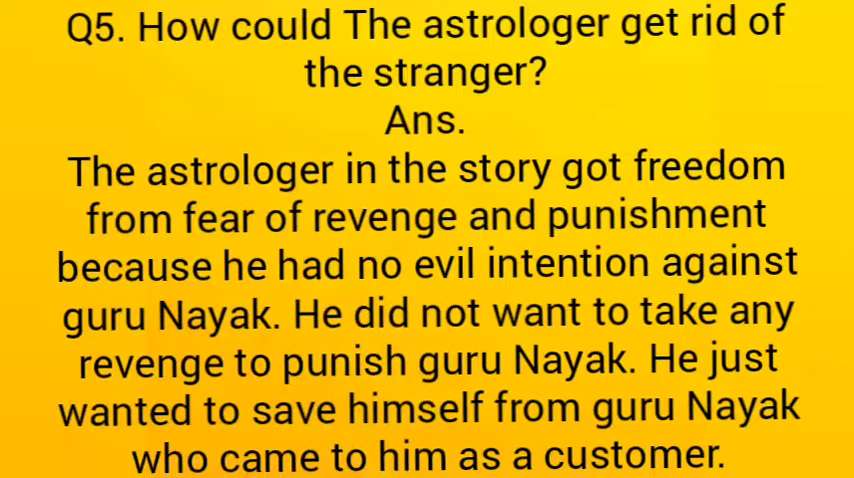 Q5. How could The astrologer get rid of
the stranger?
Ans.
The astrologer in the story got freedom
from fear of revenge and punishment
because he had no evil intention against
guru Nayak. He did not want to take any
revenge to punish guru Nayak. He just
wanted to save himself from guru Nayak
who came to him as a customer.